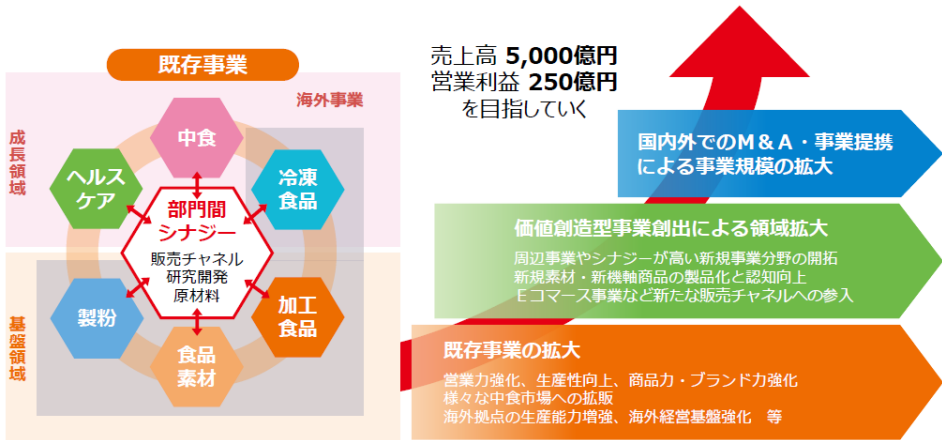 既存事業
海外事業
成長領域
中食
ヘルス
ケア
冷凍
食品
部門間
シナジー
販売チャネル
研究開発
原材料
基盤領域
製粉
加工
食品
食品
素材
売上高 5,000億円
営業利益 250億円
を目指していく
国内外でのM&A・事業提携
による事業規模の拡大
価値創造型事業創出による領域拡大
周辺事業やシナジーが高い新規事業分野の開拓
新規素材・新機軸商品の製品化と認知向上
Eコマース事業など新たな販売チャネルへの参入
既存事業の拡大
営業力強化、生産性向上、商品力・ブランド力強化
様々な中食市場への拡販
海外拠点の生産能力増強、海外経営基盤強化 等